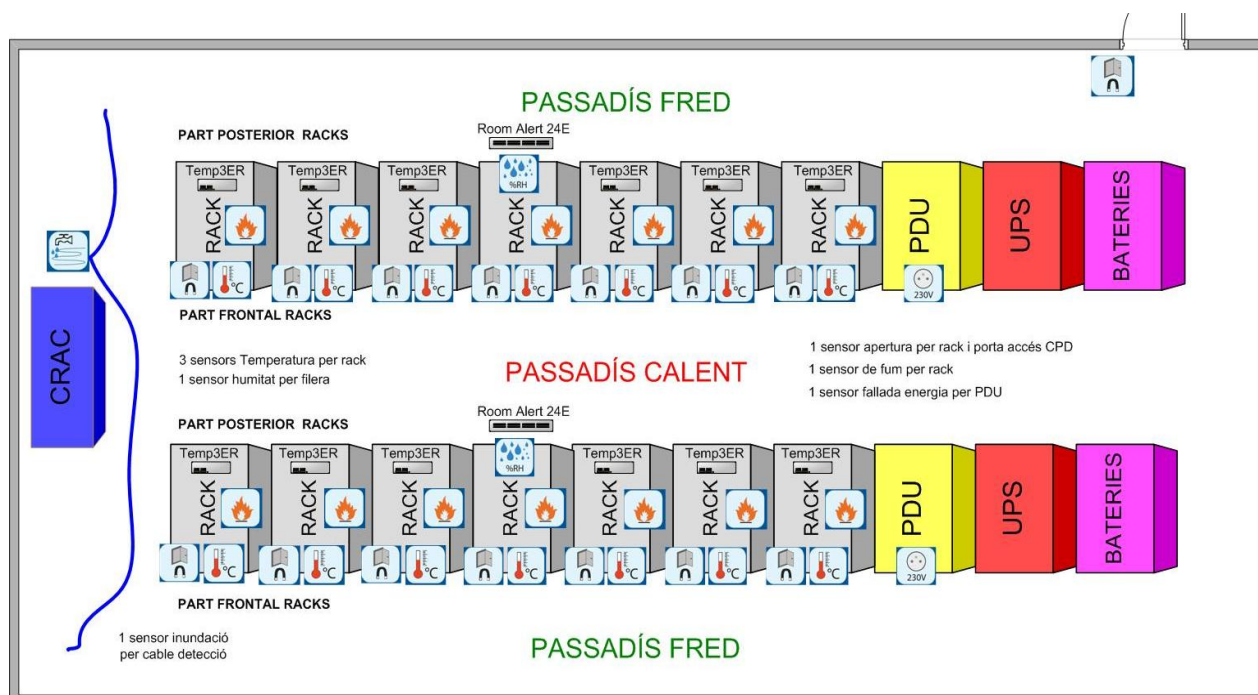 PASSADÍS FRED
PART POSTERIOR RACKS
Room Alert 24E
Temp3ER
Temp3ER
Temp3ER
%RH
Temp3ER
Temp3ER
Temp3ER
RACK
RACK
RACK
RACK
RACK
RACK
RACK
PDU
UPS
BATERIES
°C
°C
°C
°C
°C
°C
°C
230V
PART FRONTAL RACKS
CRAC
3 sensors Temperatura per rack
1 sensor humitat per filera
PASSADÍS CALENT
1 sensor apertura per rack i porta accés CPD
1 sensor de fum per rack
1 sensor fallada energia per PDU
PART POSTERIOR RACKS
Room Alert 24E
Temp3ER
Temp3ER
Temp3ER
%RH
Temp3ER
Temp3ER
Temp3ER
RACK
RACK
RACK
RACK
RACK
RACK
RACK
PDU
UPS
BATERIES
°C
°C
°C
°C
°C
°C
°C
230V
PART FRONTAL RACKS
1 sensor inundació
per cable detecció
PASSADÍS FRED